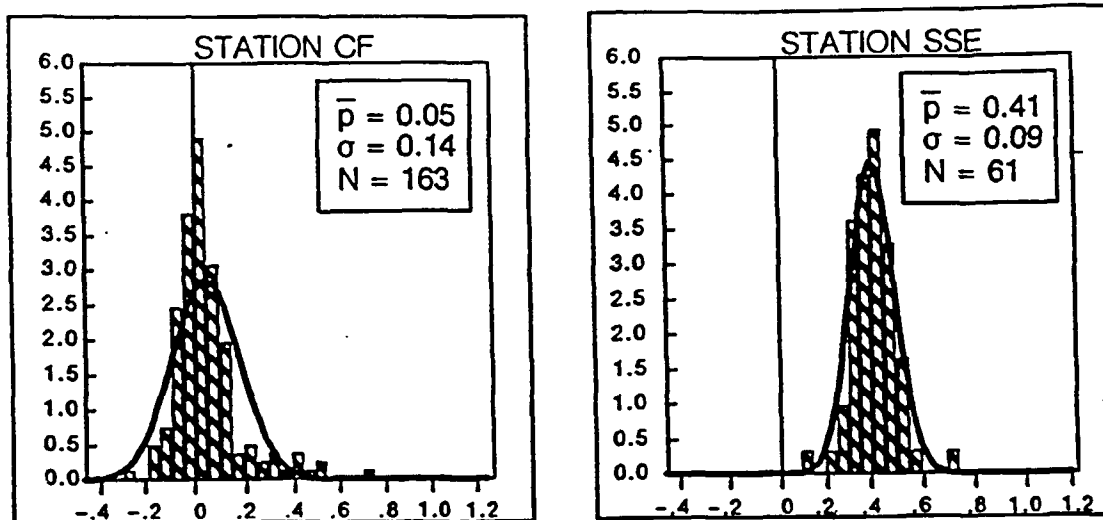 STATION CF
6.0
5.5
5.0
4.5
4.0
3.5
3.0
2.5
2.0
1.5
1.0
0.5
0.0
-.4 -.2 0 .2 .4 .6 .8 1.0 1.2
p̅ = 0.05
σ = 0.14
N = 163
STATION SSE
6.0
5.5
5.0
4.5
4.0
3.5
3.0
2.5
2.0
1.5
1.0
0.5
0.0
-.4 -.2 0 .2 .4 .6 .8 1.0 1.2
p̅ = 0.41
σ = 0.09
N = 61